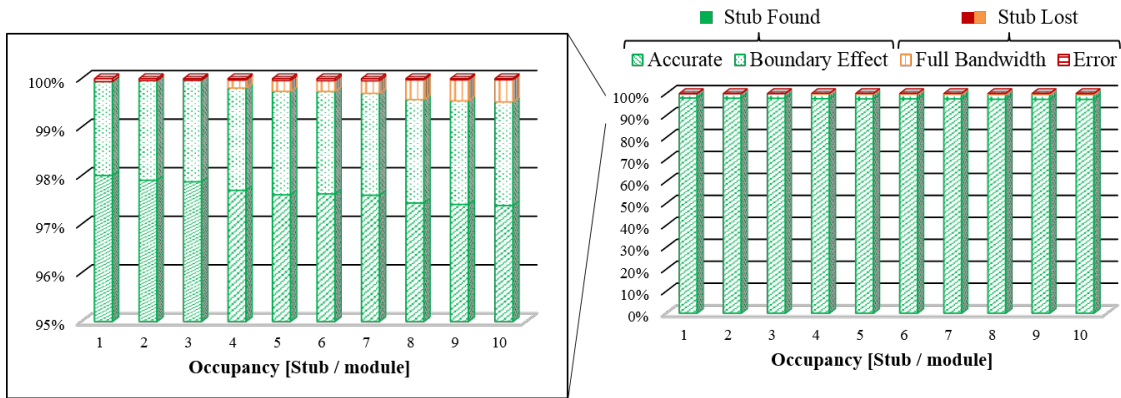 Stub Found Stub Lost
Accurate Boundary Effect Full Bandwidth Error
100%
99%
98%
97%
96%
95%
1 2 3 4 5 6 7 8 9 10
Occupancy [Stub / module]
100%
90%
80%
70%
60%
50%
40%
30%
20%
10%
0%
1 2 3 4 5 6 7 8 9 10
Occupancy [Stub / module]